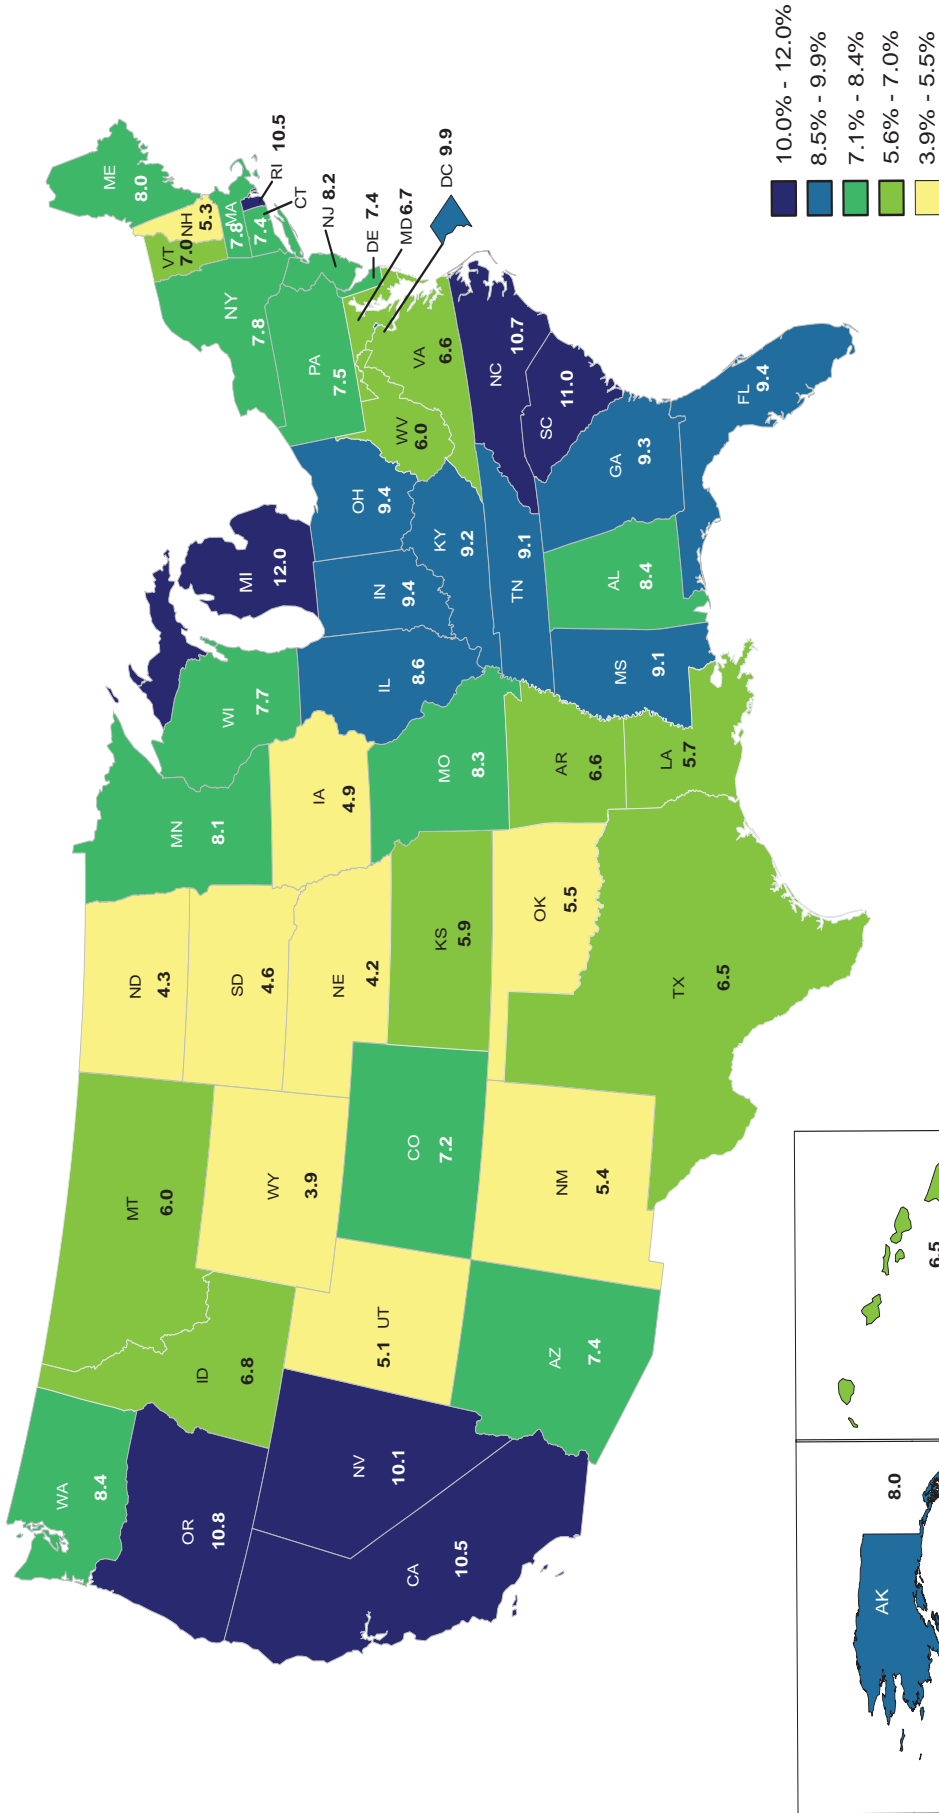 WA
8.4
OR
10.8
CA
10.5
NV
10.1
ID
6.8
MT
6.0
WY
3.9
5.1 UT
AZ
7.4
CO
7.2
NM
5.4
ND
4.3
SD
4.6
NE
4.2
KS
5.9
OK
5.5
TX
6.5
MN
8.1
IA
4.9
MO
8.3
AR
6.6
LA
5.7
WI
7.7
IL
8.6
MS
9.1
MI
12.0
IN
9.4
OH
9.4
KY
9.2
TN
9.1
AL
8.4
GA
9.3
FL
9.4
SC
11.0
NC
10.7
VA
6.6
WV
6.0
PA
7.5
NY
7.8
VT
7.0
NH
5.3
ME
8.0
MA
7.8
RI 10.5
CT
7.4
NJ 8.2
DE 7.4
MD 6.7
DC 9.9
AK
8.0
6.5
10.0% - 12.0%
8.5% - 9.9%
7.1% - 8.4%
5.6% - 7.0%
3.9% - 5.5%